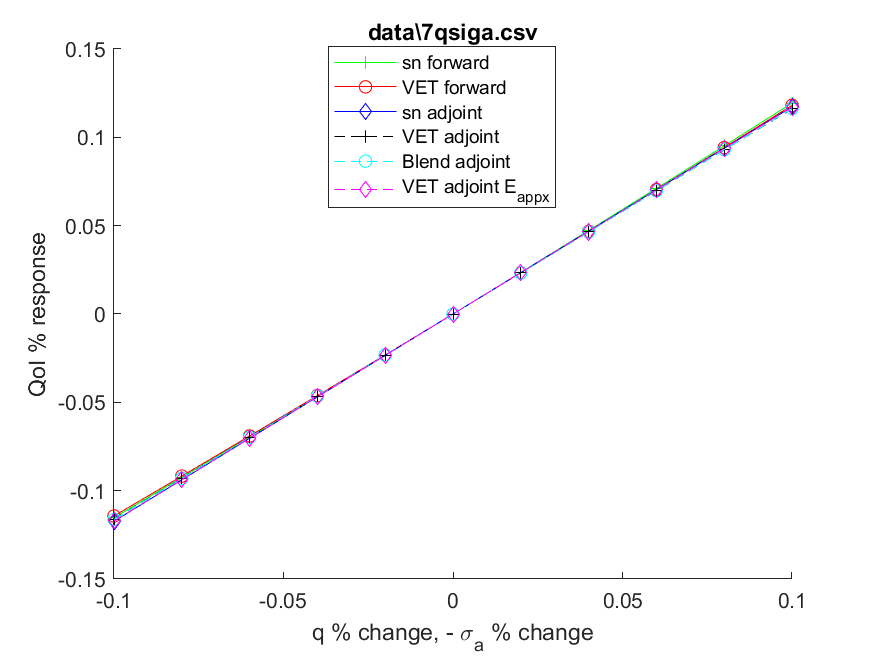 data\7qsiga.csv
sn forward
VET forward
sn adjoint
VET adjoint
Blend adjoint
VET adjoint E_appx
0.15
0.1
0.05
0
-0.05
-0.1
-0.15
QoI % response
-0.1
-0.05
0
0.05
0.1
q % change, - σ_a % change